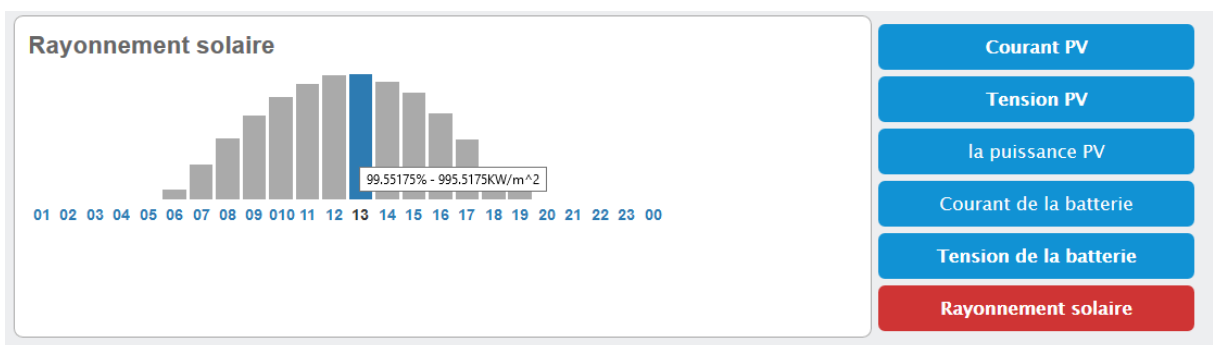 Rayonnement solaire
99.55175% - 995.5175KW/m^2
01 02 03 04 05 06 07 08 09 010 11 12 13 14 15 16 17 18 19 20 21 22 23 00
Courant PV
Tension PV
la puissance PV
Courant de la batterie
Tension de la batterie
Rayonnement solaire